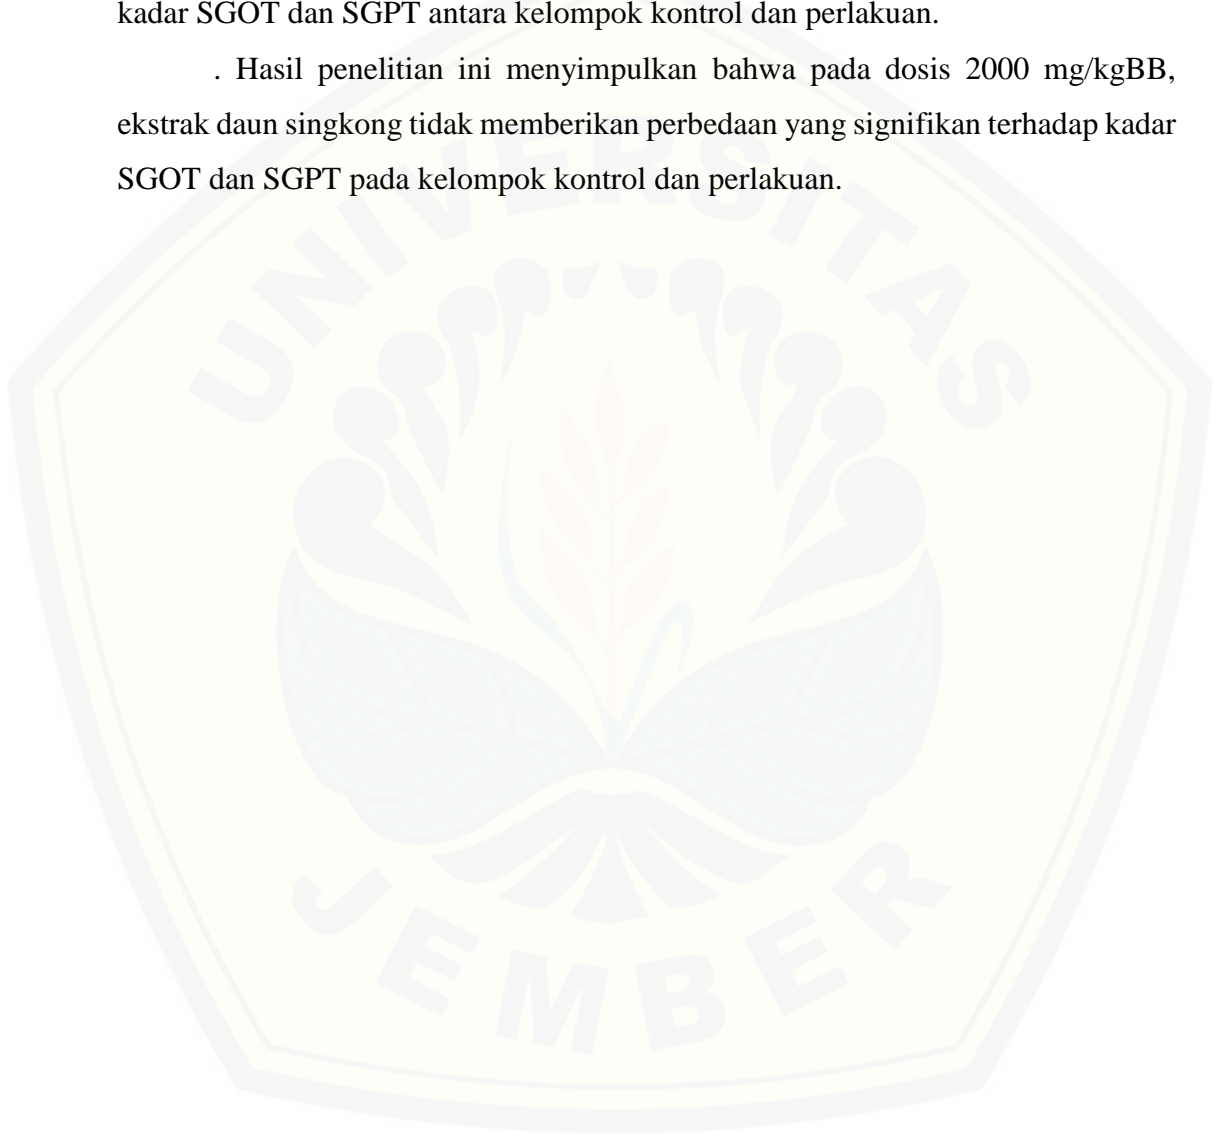 kadar SGOT dan SGPT antara kelompok kontrol dan perlakuan.
. Hasil penelitian ini menyimpulkan bahwa pada dosis 2000 mg/kgBB,
ekstrak daun singkong tidak memberikan perbedaan yang signifikan terhadap kadar
SGOT dan SGPT pada kelompok kontrol dan perlakuan.
UNIVERSITAS
JEMBER